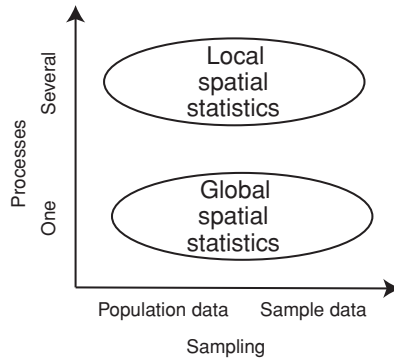 Local
spatial
statistics
Several
Processes
Global
spatial
statistics
One
Population data
Sample data
Sampling